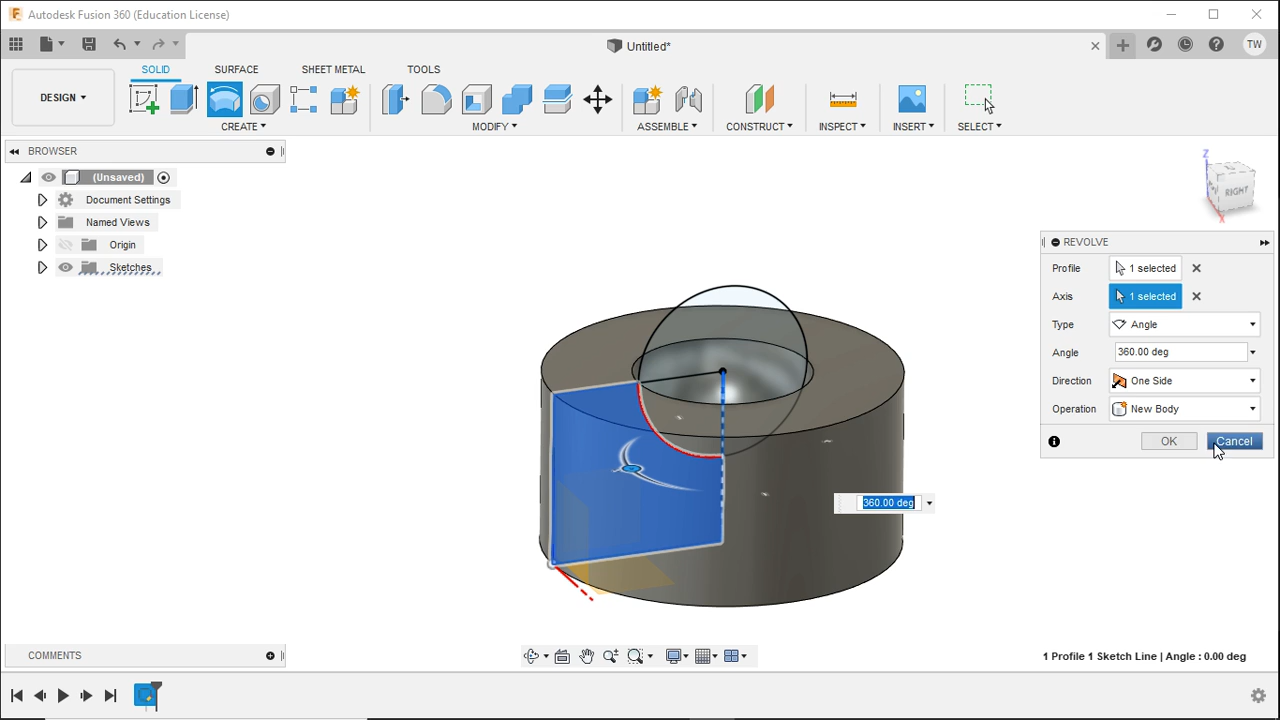 Autodesk Fusion 360 (Education License)
Untitled*
TW
SOLID SURFACE SHEET METAL TOOLS
DESIGN
CREATE MODIFY ASSEMBLE CONSTRUCT INSPECT INSERT SELECT
BROWSER
(Unsaved)
Document Settings
Named Views
Origin
Sketches
Z
RIGHT
X
REVOLVE
Profile 1 selected
Axis 1 selected
Type Angle
Angle 360.00 deg
Direction One Side
Operation New Body
OK Cancel
360.00 deg
COMMENTS
1 Profile 1 Sketch Line | Angle : 0.00 deg